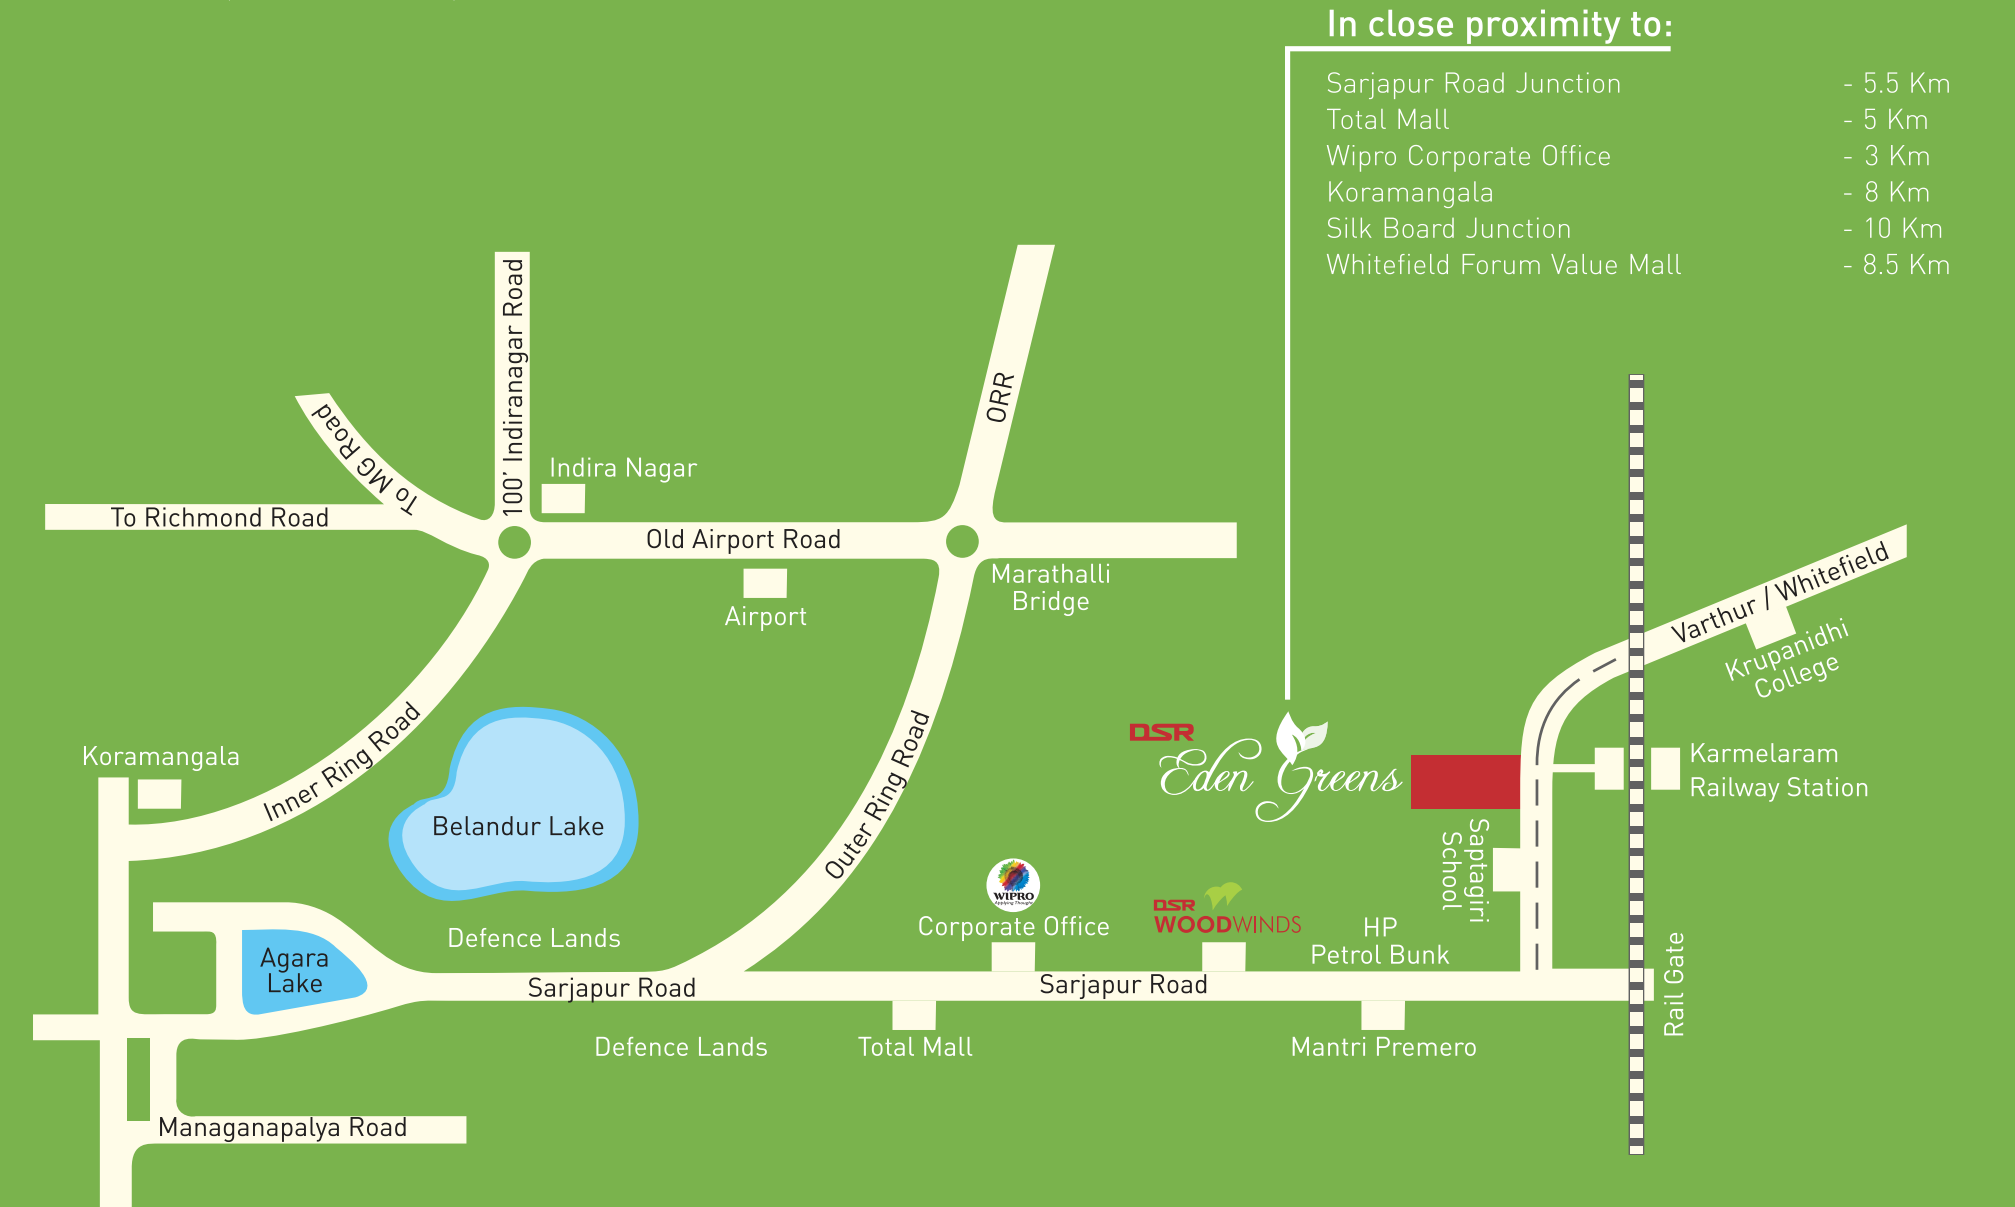 In close proximity to:
Sarjapur Road Junction - 5.5 Km
Total Mall - 5 Km
Wipro Corporate Office - 3 Km
Koramangala - 8 Km
Silk Board Junction - 10 Km
Whitefield Forum Value Mall - 8.5 Km
100' Indiranagar Road
ORR
To MG Road
Indira Nagar
To Richmond Road
Old Airport Road
Marathalli
Bridge
Airport
Varthur / Whitefield
Krupanidhi
College
Inner Ring Road
Outer Ring Road
DSR
Eden Greens
Koramangala
Karmelaram
Railway Station
Belandur Lake
Saptagiri
School
WIPRO
Applying Thought
Corporate Office
DSR
WOODWINDS
HP
Petrol Bunk
Defence Lands
Agara
Lake
Sarjapur Road
Sarjapur Road
Rail Gate
Defence Lands
Total Mall
Mantri Premero
Managanapalya Road